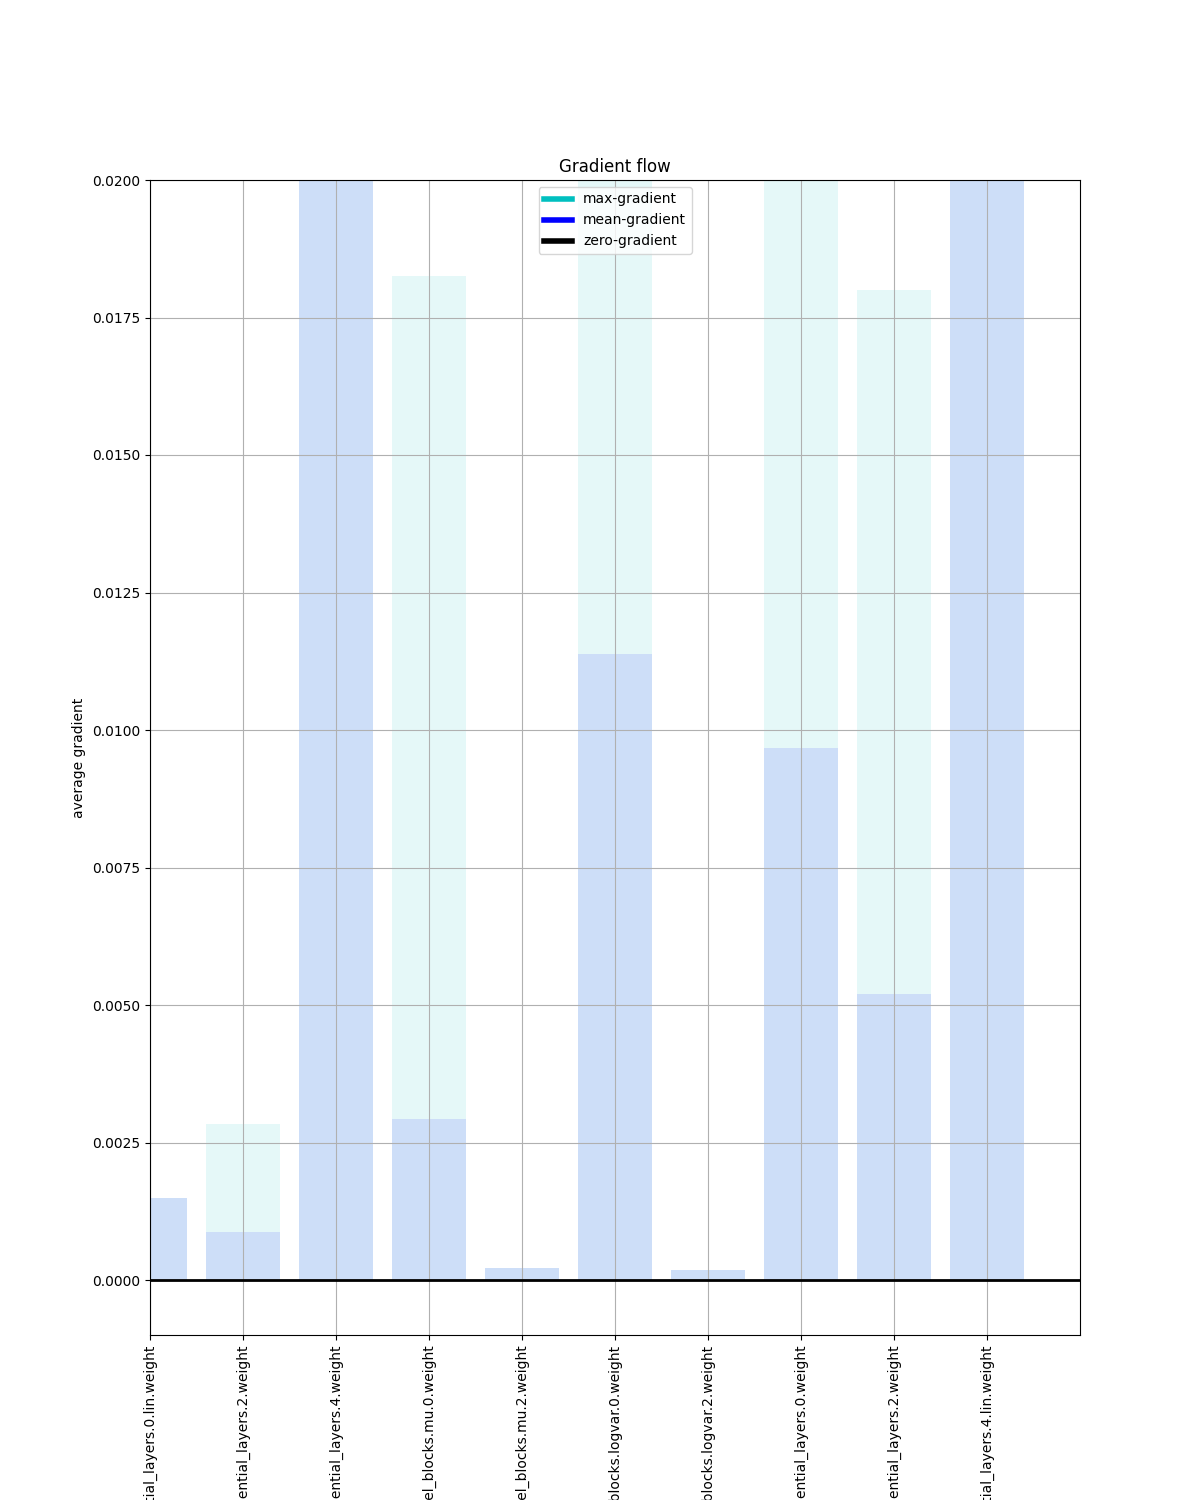 Gradient flow
max-gradient
mean-gradient
zero-gradient
0.0200
0.0175
0.0150
0.0125
0.0100
0.0075
0.0050
0.0025
0.0000
average gradient
tial_layers.0.lin.weight
ential_layers.2.weight
ential_layers.4.weight
el_blocks.mu.0.weight
el_blocks.mu.2.weight
blocks.logvar.0.weight
blocks.logvar.2.weight
ential_layers.0.weight
ential_layers.2.weight
tial_layers.4.lin.weight